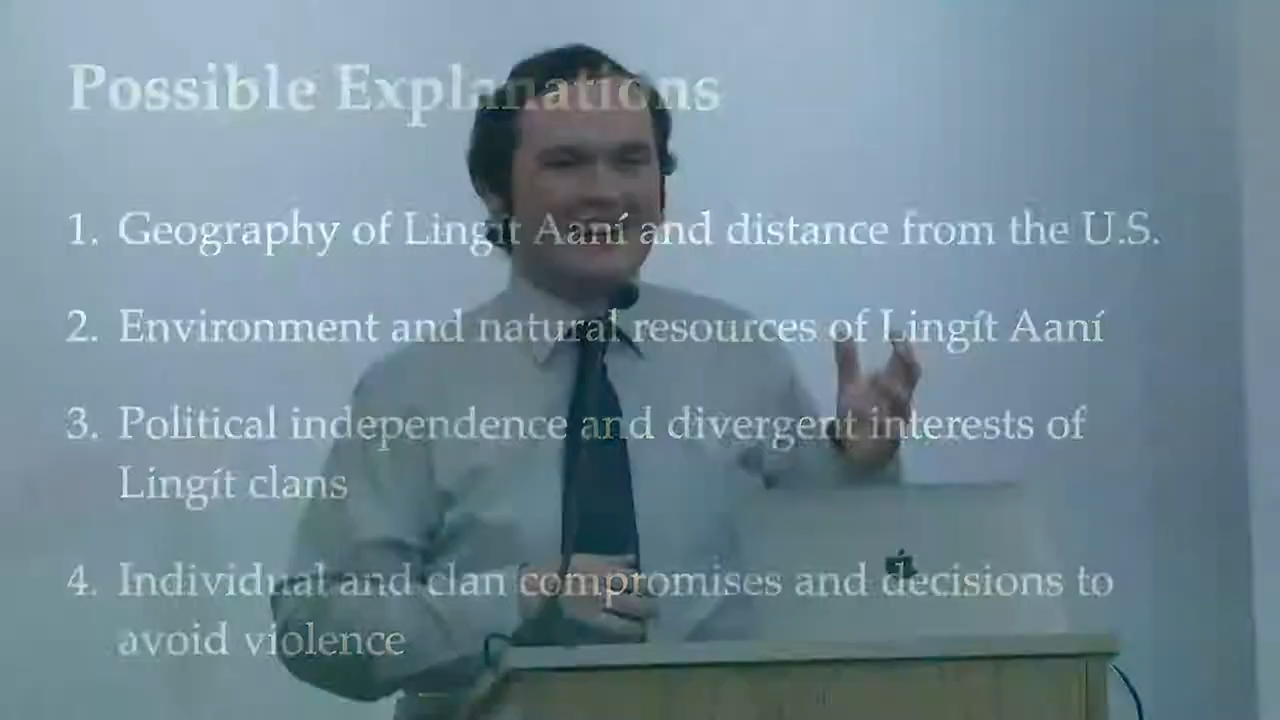 Possible Explanations
1. Geography of Lingít Aaní and distance from the U.S.
2. Environment and natural resources of Lingít Aaní
3. Political independence and divergent interests of
Lingít clans
4. Individual and clan compromises and decisions to
avoid violence